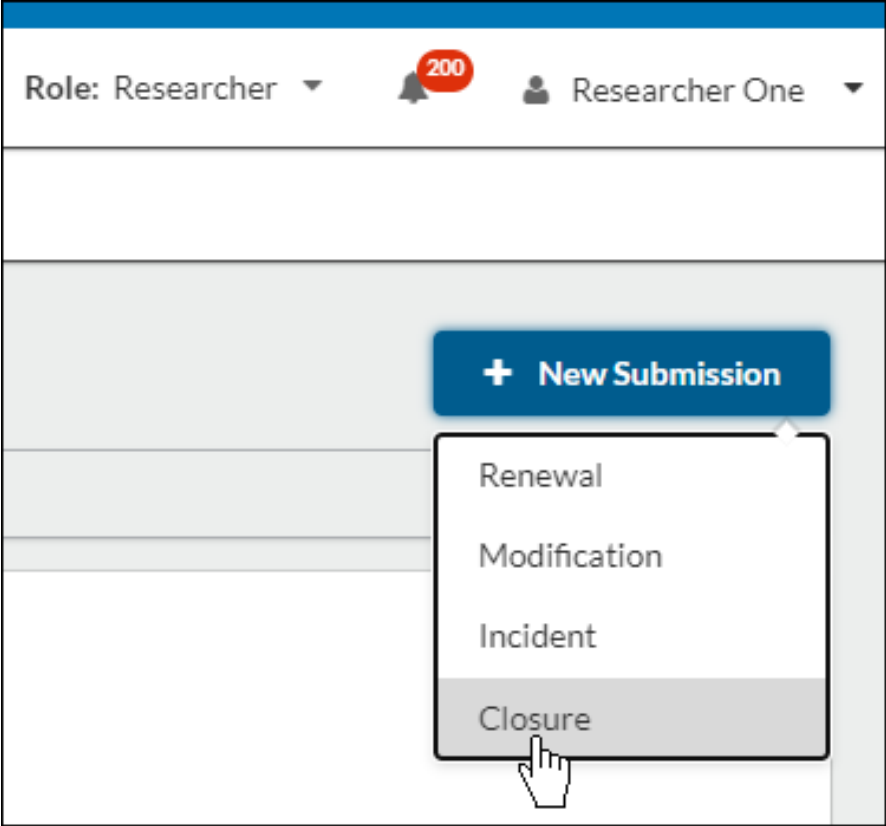 Role: Researcher 200 Researcher One
+ New Submission
Renewal
Modification
Incident
Closure